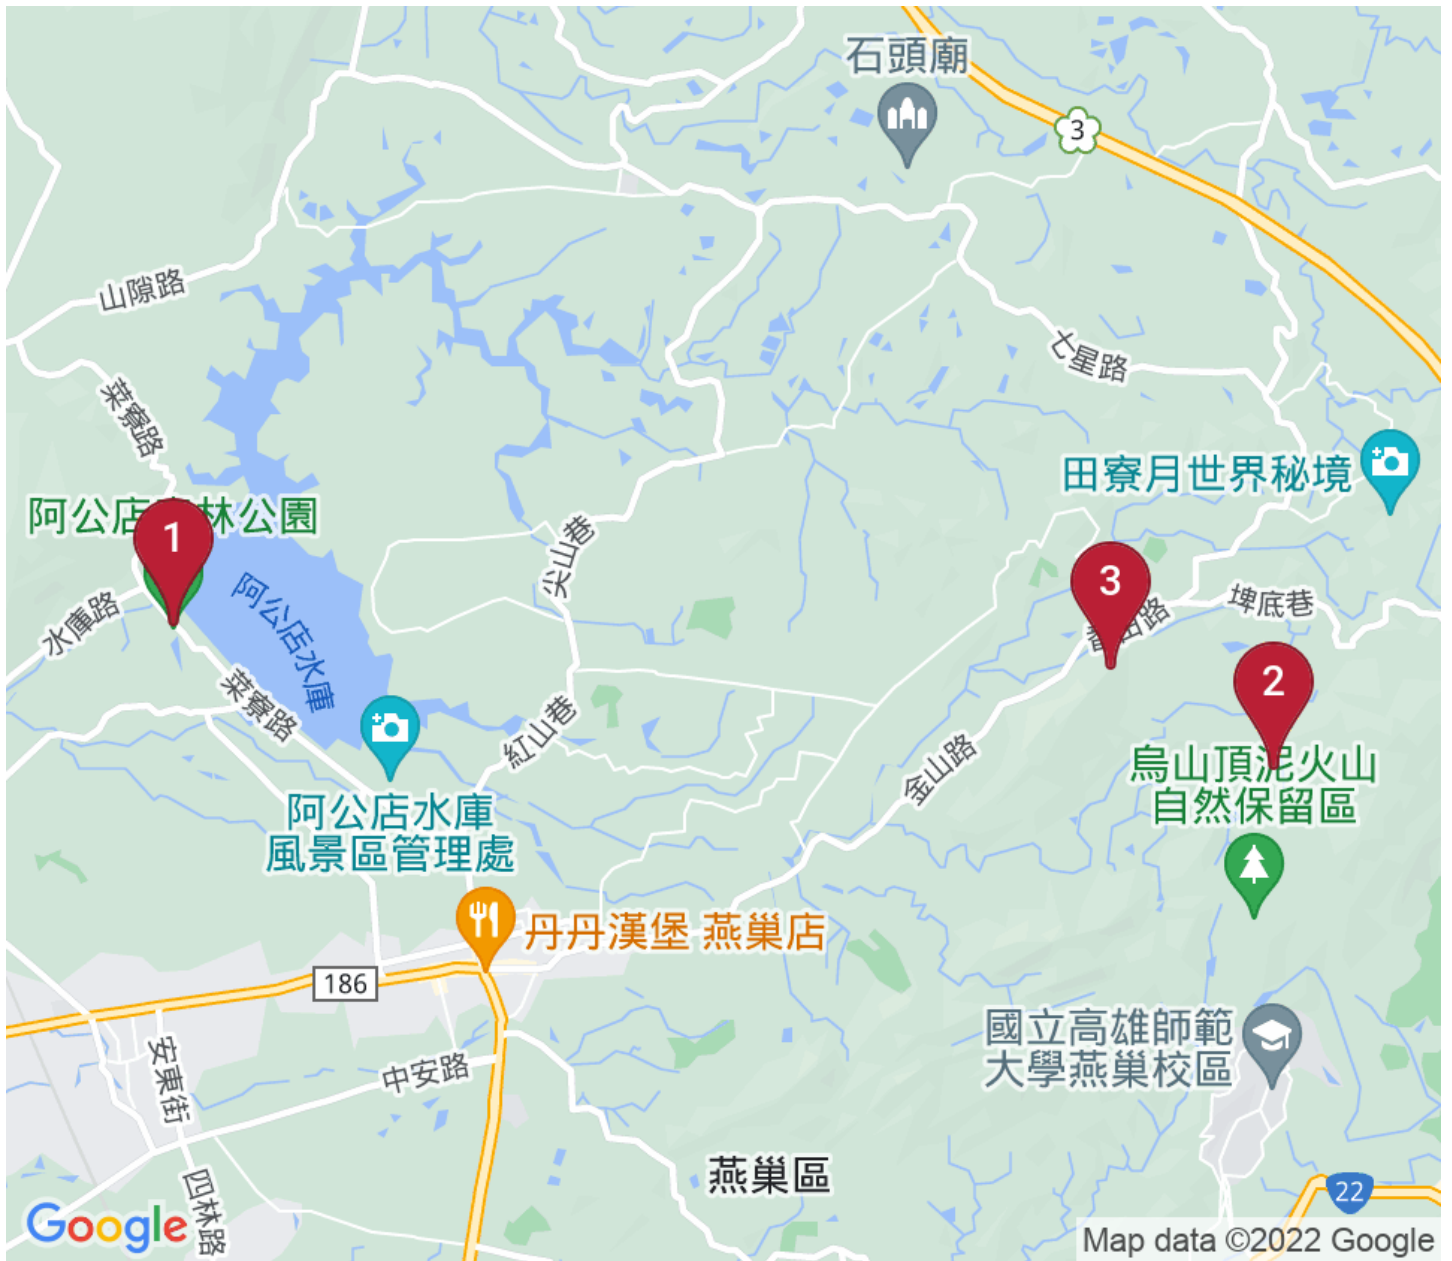 石頭廟
3
山隙路
七星路
菜寮路
田寮月世界秘境
阿公店
林公園
1
尖山巷
3
水庫路
阿公店水庫
埤底巷
2
菜寮路
紅山巷
金山路
烏山頂泥火山
自然保留區
阿公店水庫
風景區管理處
丹丹漢堡 燕巢店
186
國立高雄師範
大學燕巢校區
安東街
中安路
燕巢區
四林路
22
Google
Map data ©2022 Google